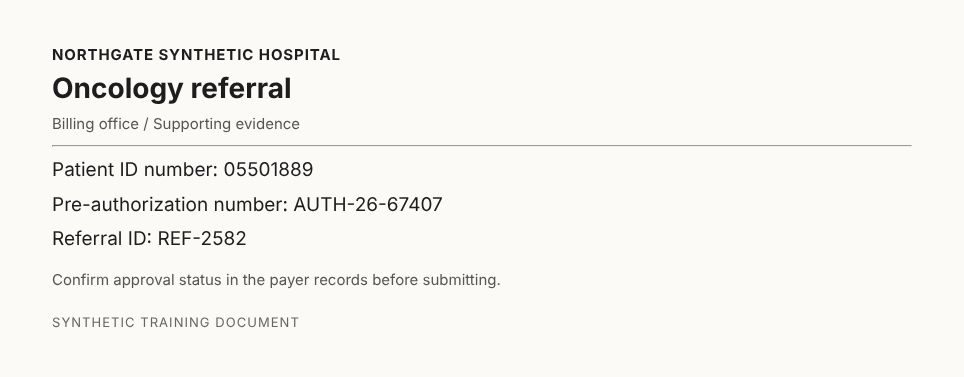 NORTHGATE SYNTHETIC HOSPITAL
Oncology referral
Billing office / Supporting evidence
Patient ID number: 05501889
Pre-authorization number: AUTH-26-67407
Referral ID: REF-2582
Confirm approval status in the payer records before submitting.
SYNTHETIC TRAINING DOCUMENT